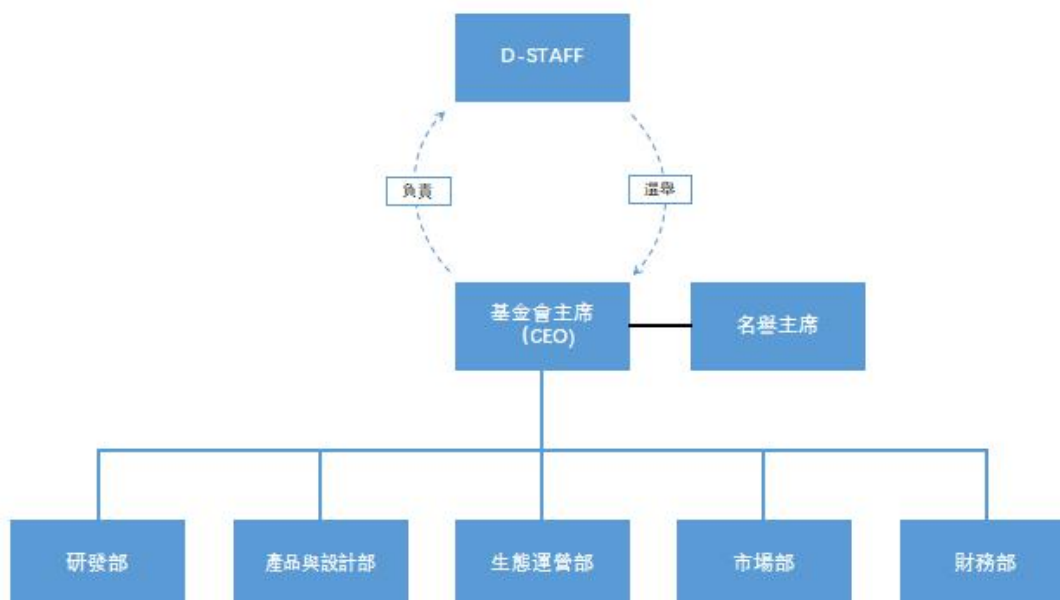 D-STAFF
負責
選舉
基金會主席
(CEO)
名譽主席
研發部
產品與設計部
生態運營部
市場部
財務部